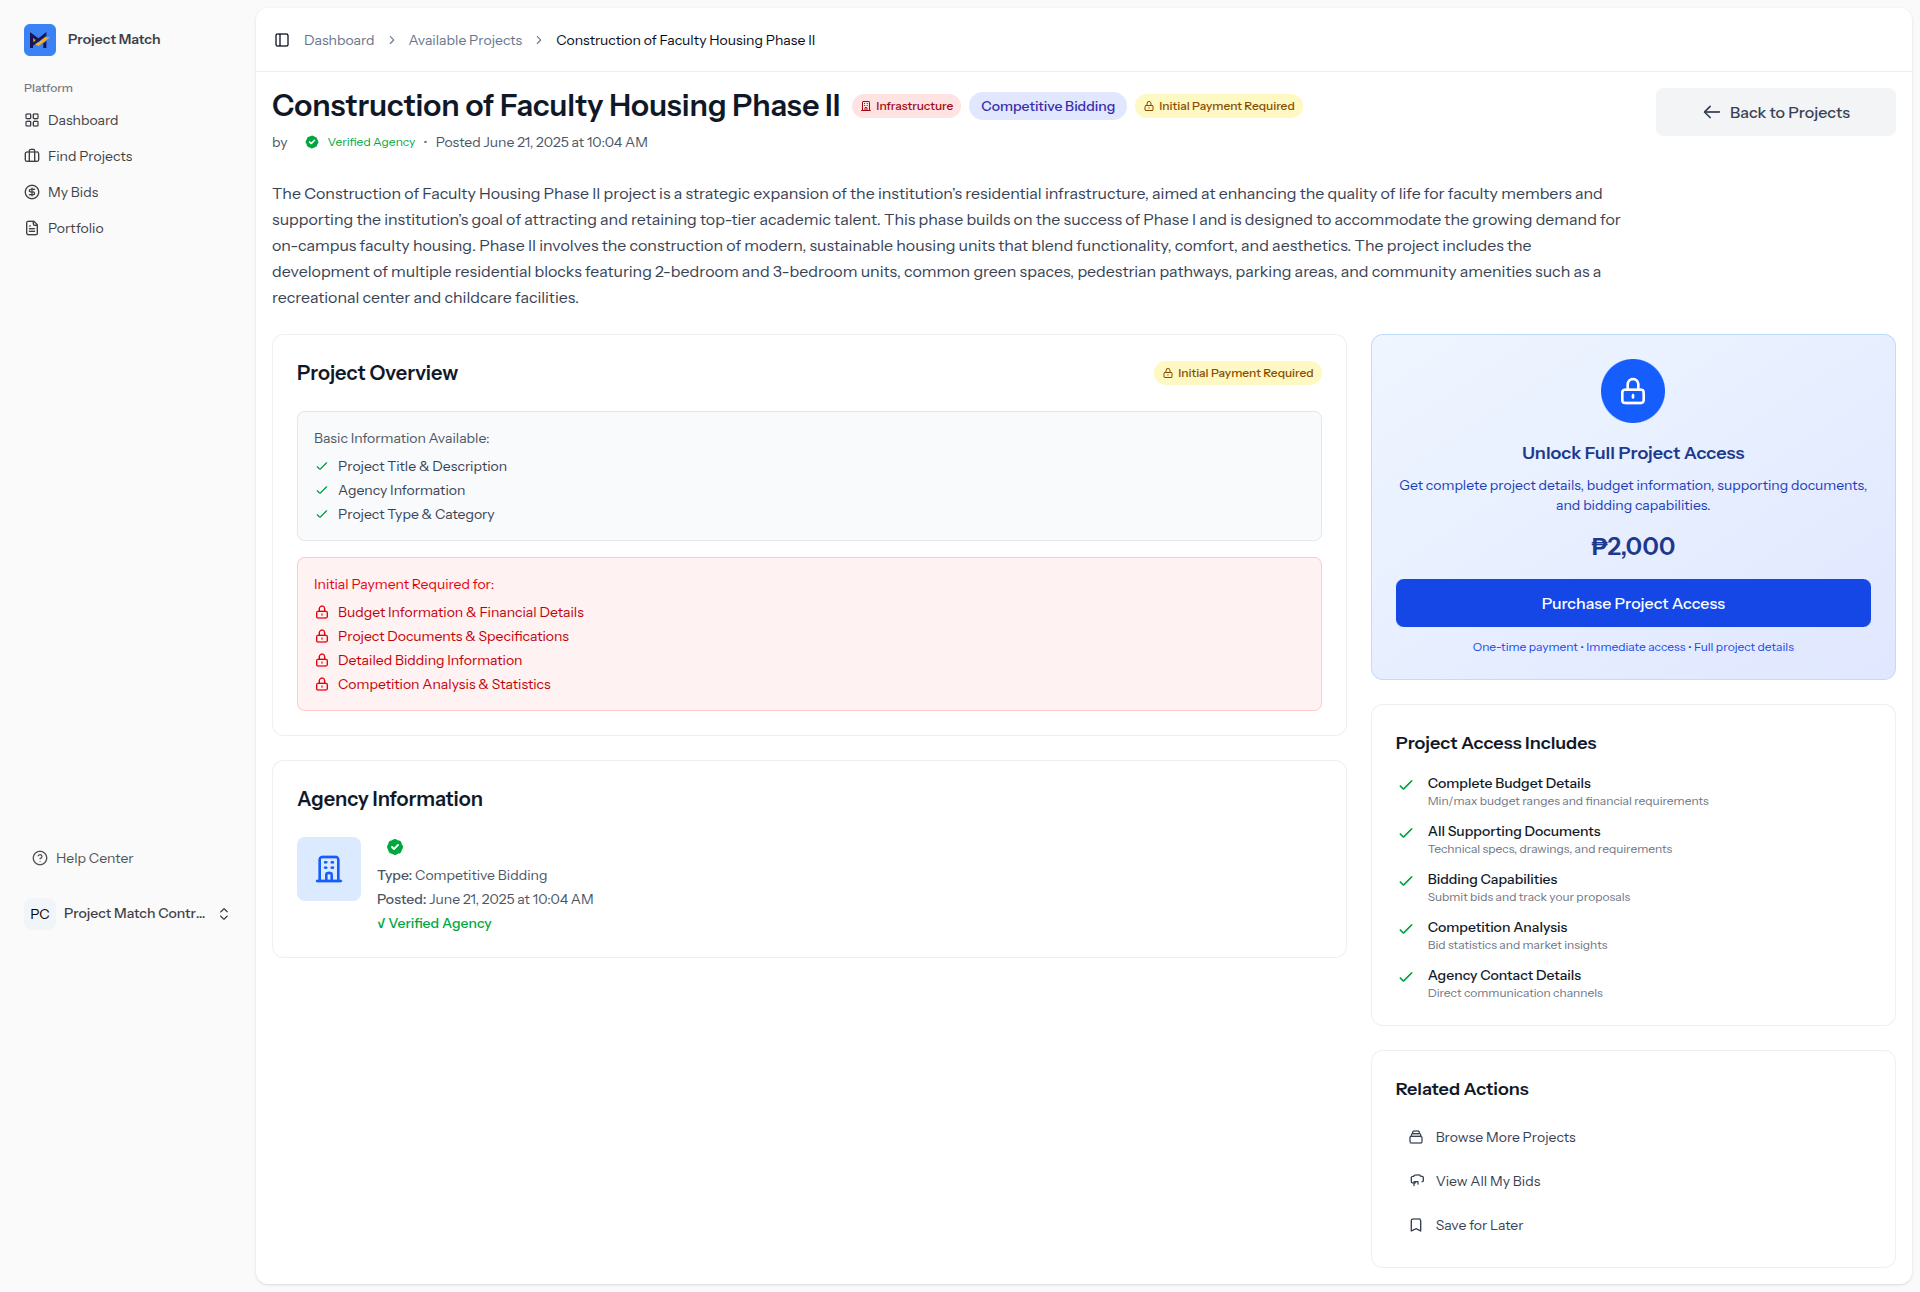 Project Match
Platform
Dashboard
Find Projects
My Bids
Portfolio
Help Center
PC Project Match Contr...
Dashboard > Available Projects > Construction of Faculty Housing Phase II
Construction of Faculty Housing Phase II Infrastructure Competitive Bidding Initial Payment Required
Back to Projects
by Verified Agency • Posted June 21, 2025 at 10:04 AM
The Construction of Faculty Housing Phase II project is a strategic expansion of the institution’s residential infrastructure, aimed at enhancing the quality of life for faculty members and
supporting the institution’s goal of attracting and retaining top-tier academic talent. This phase builds on the success of Phase I and is designed to accommodate the growing demand for
on-campus faculty housing. Phase II involves the construction of modern, sustainable housing units that blend functionality, comfort, and aesthetics. The project includes the
development of multiple residential blocks featuring 2-bedroom and 3-bedroom units, common green spaces, pedestrian pathways, parking areas, and community amenities such as a
recreational center and childcare facilities.
Project Overview
Initial Payment Required
Basic Information Available:
Project Title & Description
Agency Information
Project Type & Category
Initial Payment Required for:
Budget Information & Financial Details
Project Documents & Specifications
Detailed Bidding Information
Competition Analysis & Statistics
Agency Information
Type: Competitive Bidding
Posted: June 21, 2025 at 10:04 AM
√ Verified Agency
Unlock Full Project Access
Get complete project details, budget information, supporting documents,
and bidding capabilities.
₱2,000
Purchase Project Access
One-time payment • Immediate access • Full project details
Project Access Includes
Complete Budget Details
Min/max budget ranges and financial requirements
All Supporting Documents
Technical specs, drawings, and requirements
Bidding Capabilities
Submit bids and track your proposals
Competition Analysis
Bid statistics and market insights
Agency Contact Details
Direct communication channels
Related Actions
Browse More Projects
View All My Bids
Save for Later